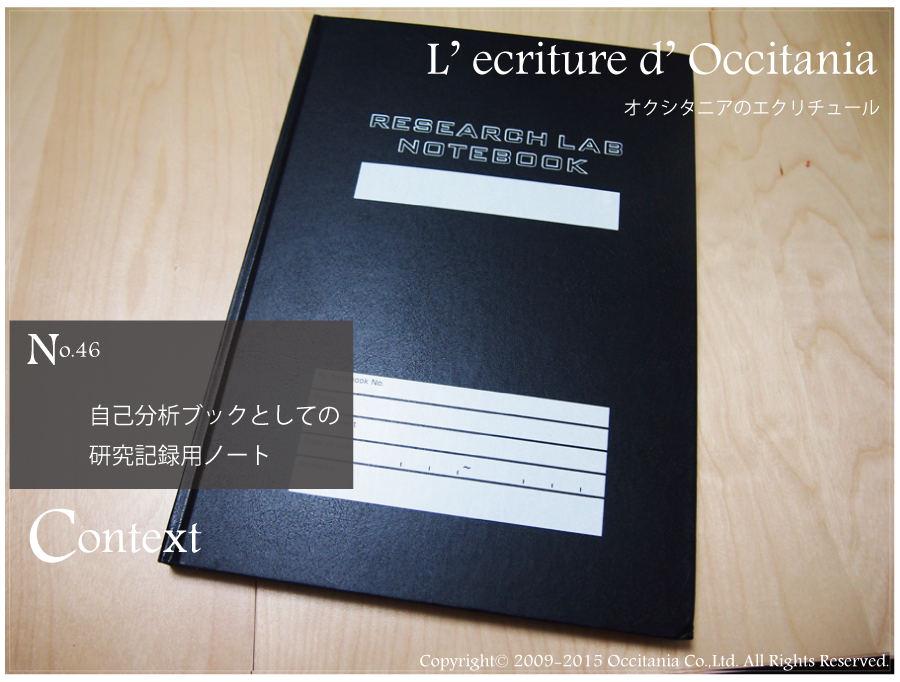 L’ ecriture d’ Occitania
オクシタニアのエクリチュール
RESEARCH LAB
NOTEBOOK
No.46
ook No.
自己分析ブックとしての
研究記録用ノート
Context
Copyright© 2009-2015 Occitania Co.,Ltd. All Rights Reserved.